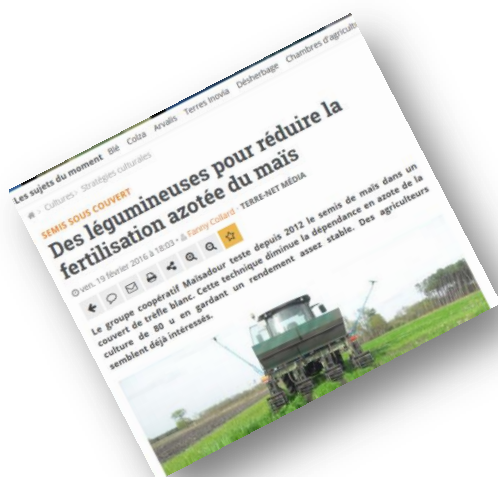 Les sujets du moment Blé Colza Arvalis Terres Inovia Désherbage Chambres d'agricult
Cultures › Stratégies culturales
SEMIS SOUS COUVERT
Des légumineuses pour réduire la
fertilisation azotée du maïs
ven. 19 février 2016 à 18:03 • Fanny Collard - TERRE-NET MÉDIA
Le groupe coopératif Maïsadour teste depuis 2012 le semis de maïs dans un
couvert de trèfle blanc. Cette technique diminue la dépendance en azote de la
culture de 80 u en gardant un rendement assez stable. Des agriculteurs
semblent déjà intéressés.